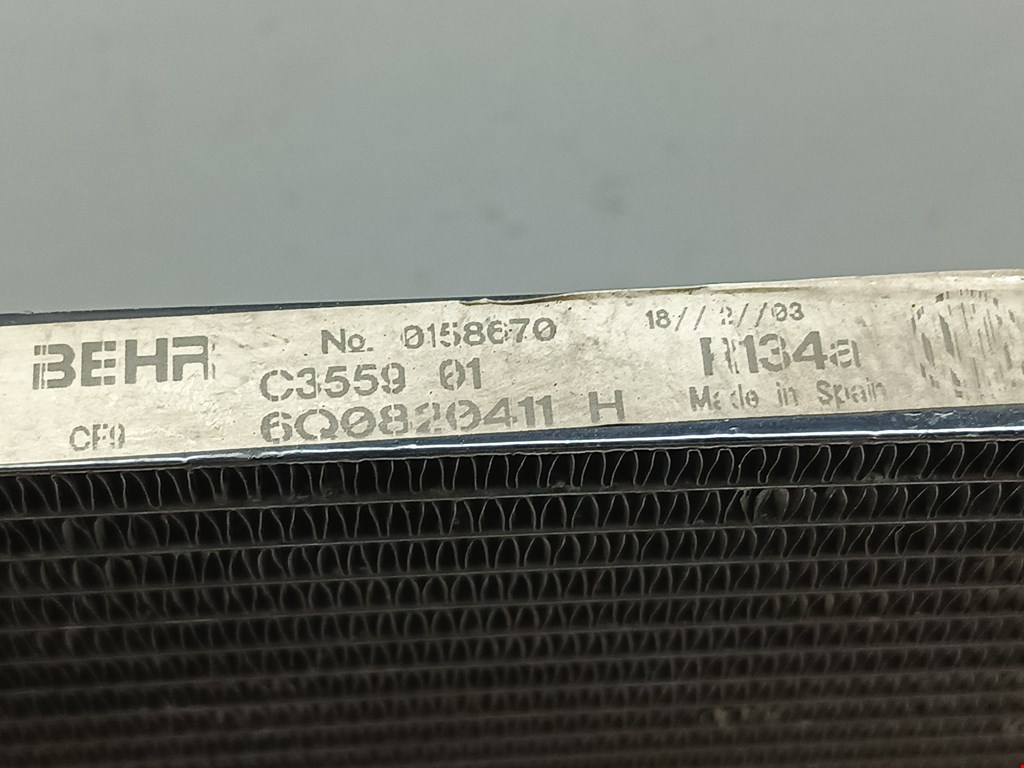 BEHR
No. 0158670
C3559 01
6Q0820411 H
CF9
18// 2//03
R134a
Made in Spain